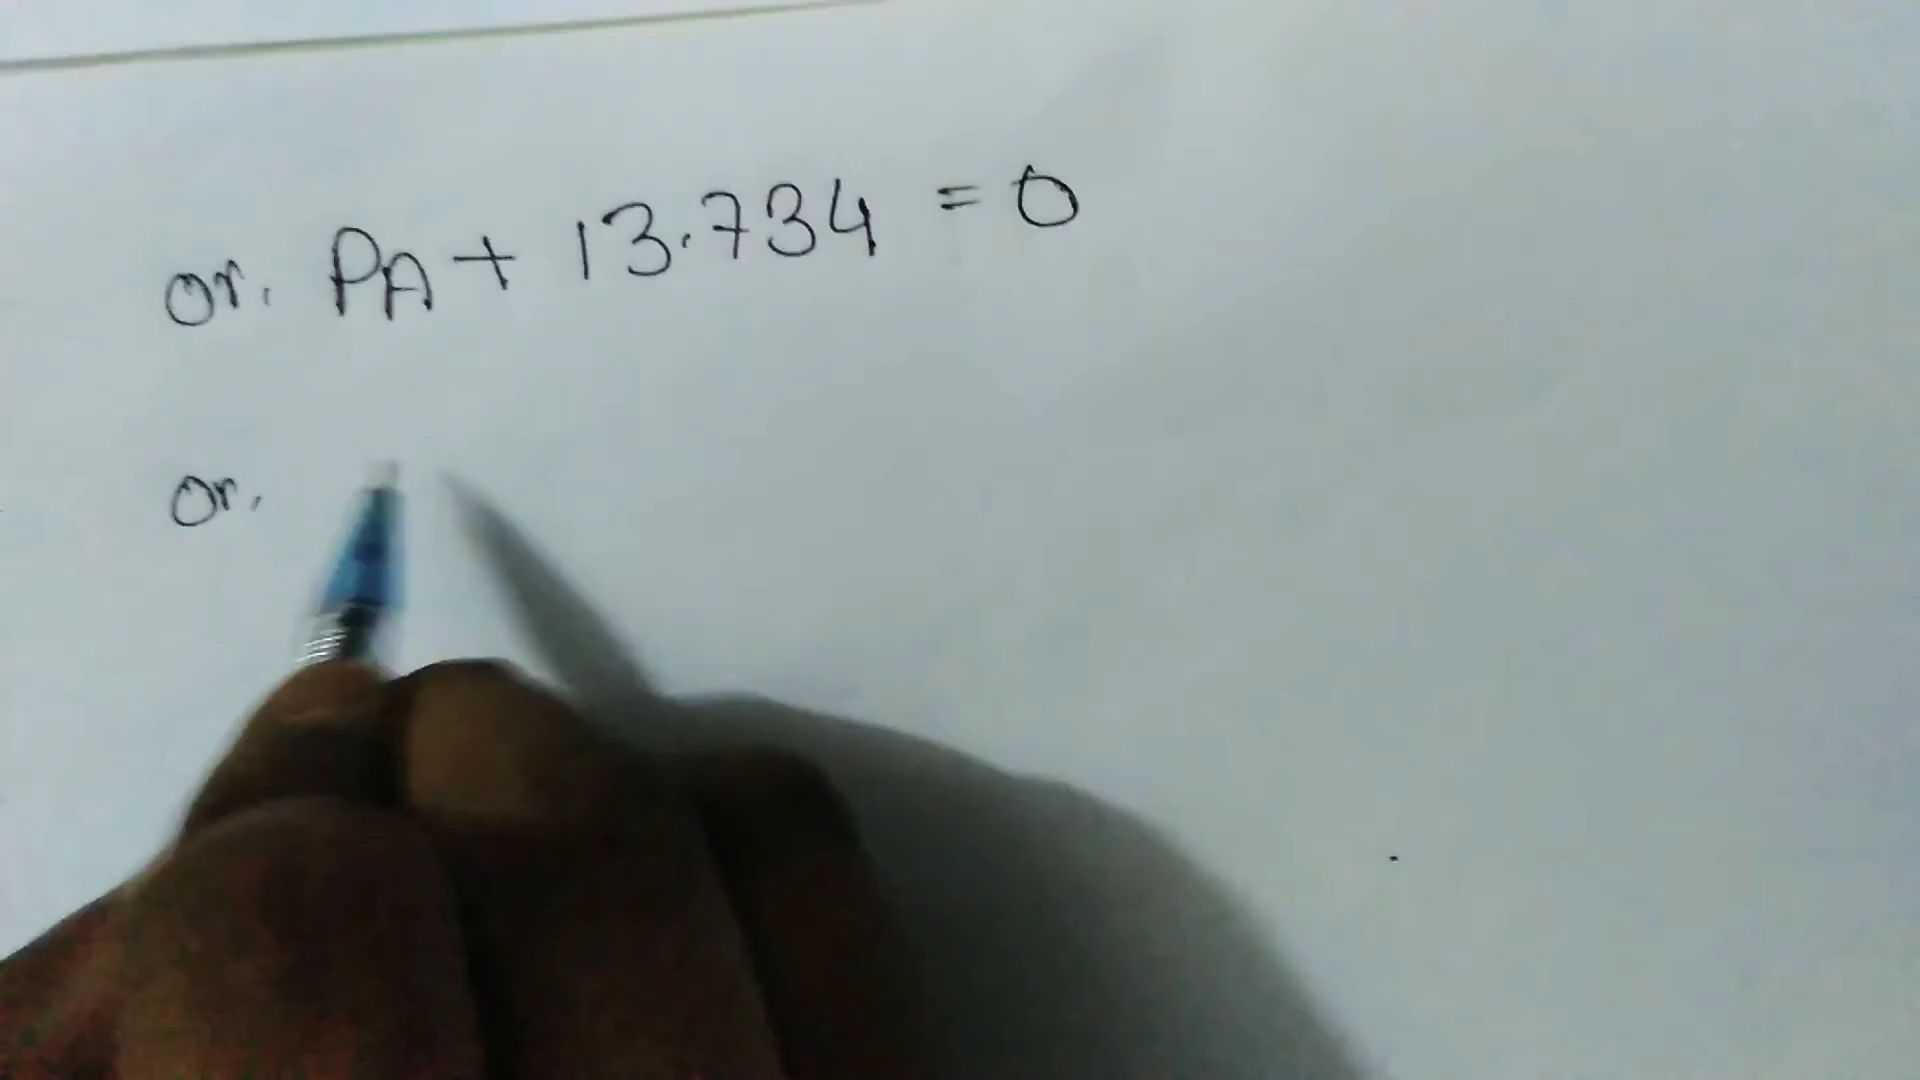 or. PA + 13.734 = 0
or.